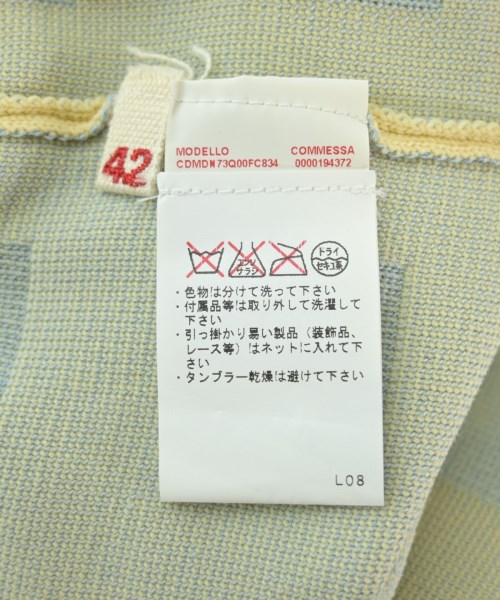 42
MODELLO COMMESSA
CDMDN73Q00FC834 0000194372
エンソ
サラシ
ドライ
セキユ系
・色物は分けて洗って下さい
・付属品等は取り外して洗濯して
下さい
・引っ掛かり易い製品（装飾品、
レース等）はネットに入れて下
さい
・タンブラー乾燥は避けて下さい
L08